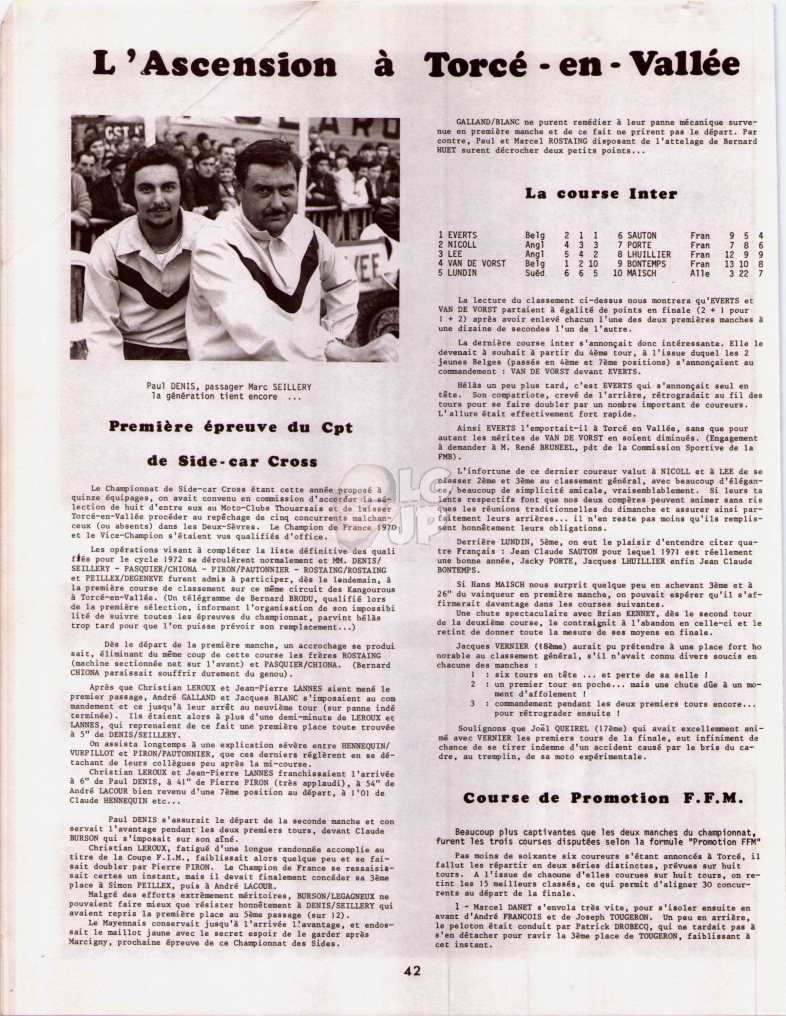 L'Ascension à Torcé-en-Vallée
CST
Paul DENIS, passager Marc SEILLERY
la génération tient encore ...
Première épreuve du Cpt
de Side-car Cross
Le Championnat de Side-car Cross étant cette année proposé à
quinze équipages, on avait convenu en commission d'accorder la sé-
lection de huit d'entre eux au Moto-Clubs Thouarsais et de laisser
Torcé-en-Vallée procéder au repêchage de cinq concurrents malchan-
ceux (ou absents) dans les Deux-Sèvres. Le Champion de France 1970
et le Vice-Champion s'étaient vus qualifiés d'office.
Les opérations visant à compléter la liste définitive des quali
fiés pour le cycle 1972 se déroulèrent normalement et MM. DENIS/
SEILLERY - PASQUIER/CHIONA - PIRON/PAUTONNIER - ROSTAING/ROSTAING
et PEILLEX/DEGENEVE furent admis à participer, dès le lendemain, à
la première course de classement sur ce même circuit des Kangourous
à Torcé-en-Vallée. (Un télégramme de Bernard BRODU, qualifié lors
de la première sélection, informant l'organisation de son impossibi
lité de suivre toutes les épreuves du championnat, parvint hélàs
trop tard pour que l'on puisse prévoir son remplacement...)
Dès le départ de la première manche, un accrochage se produi
sait, éliminant du même coup de cette course les frères ROSTAING
(machine sectionnée net sur l'avant) et PASQUIER/CHIONA. (Bernard
CHIONA paraissait souffrir durement du genou).
Après que Christian LEROUX et Jean-Pierre LANNES aient mené le
premier passage, André GALLAND et Jacques BLANC s'imposaient au com
mandement et ce jusqu'à leur arrêt au neuvième tour (sur panne indé
terminée). Ils étaient alors à plus d'une demi-minute de LEROUX et
LANNES, qui reprenaient de ce fait une première place toute trouvée
à 5" de DENIS/SEILLERY.
On assista longtemps à une explication sévère entre HENNEQUIN/
VURPILLOT et PIRON/PAUTONNIER, que ces derniers réglèrent en se dé-
tachant de leurs collègues peu après la mi-course.
Christian LEROUX et Jean-Pierre LANNES franchissaient l'arrivée
à 6" de Paul DENIS, à 41" de Pierre PIRON (très applaudi), à 54" de
André LACOUR bien revenu d'une 7ème position au départ, à 1'01 de
Claude HENNEQUIN etc...
Paul DENIS s'assurait du départ de la seconde manche et con
servait l'avantage pendant les deux premiers tours, devant Claude
BURSON qui s'imposait sur son aîné.
Christian LEROUX, fatigué d'une longue randonnée accomplie au
titre de la Coupe F.I.M., faiblissait alors quelque peu et se fai-
sait doubler par Pierre PIRON. Le Champion de France se ressaisis-
sait certes un instant, mais il devait finalement concéder sa 3ème
place à Simon PEILLEX, puis à André LACOUR.
Malgré des efforts extrêmement méritoires, BURSON/LEGAGNEUX ne
pouvaient faire mieux que résister honnêtement à DENIS/SEILLERY qui
avaient repris la première place au 5ème passage (sur 12).
Le Mayennais conservait jusqu'à l'arrivée l'avantage, et endos-
sait le maillot jaune avec le secret espoir de le garder après
Marcigny, prochaine épreuve de ce Championnat des Sides.
GALLAND/BLANC ne purent remédier à leur panne mécanique surve-
nue en première manche et de ce fait ne prirent pas le départ. Par
contre, Paul et Marcel ROSTAING disposant de l'attelage de Bernard
HUET surent décrocher deux petits points...
La course Inter
1 EVERTS Belg 2 1 1 6 SAUTON Fran 9 5 4
2 NICOLL Angl 4 3 3 7 PORTE Fran 7 8 6
3 LEE Angl 5 4 2 8 LHUILLIER Fran 12 9 9
4 VAN DE VORST Belg 1 2 10 9 BONTEMPS Fran 13 10 8
5 LUNDIN Suéd 6 6 5 10 MAISCH Alle 3 22 7
La lecture du classement ci-dessus nous montrera qu'EVERTS et
VAN DE VORST partaient à égalité de points en finale (2 + 1 pour
1 + 2) après avoir enlevé chacun l'une des deux premières manches à
une dizaine de secondes l'un de l'autre.
La dernière course inter s'annonçait donc intéressante. Elle le
devenait à souhait à partir du 4ème tour, à l'issue duquel les 2
jeunes Belges (passés en 4ème et 7ème positions) s'annonçaient au
commandement : VAN DE VORST devant EVERTS.
Hélàs un peu plus tard, c'est EVERTS qui s'annonçait seul en
tête. Son compatriote, crevé de l'arrière, rétrogradait au fil des
tours pour se faire doubler par un nombre important de coureurs.
L'allure était effectivement fort rapide.
Ainsi EVERTS l'emportait-il à Torcé en Vallée, sans que pour
autant les mérites de VAN DE VORST en soient diminués. (Engagement
à demander à M. René BRUNEEL, pdt de la Commission Sportive de la
FMB).
L'infortune de ce dernier coureur valut à NICOLL et à LEE de se
classer 2ème et 3ème au classement général, avec beaucoup d'élégan-
ce, beaucoup de simplicité amicale, vraisemblablement. Si leurs ta
lents respectifs font que nos deux compères peuvent animer sans ris
ques les réunions traditionnelles du dimanche et assurer ainsi par-
faitement leurs arrières... il n'en reste pas moins qu'ils remplis-
sent honnêtement leurs obligations.
Derrière LUNDIN, 5ème, on eut le plaisir d'entendre citer qua-
tre Français : Jean Claude SAUTON pour lequel 1971 est réellement
une bonne année, Jacky PORTE, Jacques LHUILLIER enfin Jean Claude
BONTEMPS.
Si Hans MAISCH nous surprit quelque peu en achevant 3ème et à
26" du vainqueur en première manche, on pouvait espérer qu'il s'af-
firmerait davantage dans les courses suivantes.
Une chute spectaculaire avec Brian KENNEY, dès le second tour
de la deuxième course, le contraignit à l'abandon en celle-ci et le
retint de donner toute la mesure de ses moyens en finale.
Jacques VERNIER (18ème) aurait pu prétendre à une place fort ho
norable au classement général, s'il n'avait connu divers soucis en
chacune des manches :
1 : six tours en tête ... et perte de sa selle !
2 : un premier tour en poche... mais une chute dûe à un mo-
ment d'affolement !
3 : commandement pendant les deux premiers tours encore...
pour rétrograder ensuite !
Soulignons que Joël QUEIREL (17ème) qui avait excellemment ani-
mé avec VERNIER les premiers tours de la finale, eut infiniment de
chance de se tirer indemne d'un accident causé par le bris du ca-
dre, au tremplin, de sa moto expérimentale.
Course de Promotion F.F.M.
Beaucoup plus captivantes que les deux manches du championnat,
furent les trois courses disputées selon la formule "Promotion FFM"
Pas moins de soixante six coureurs s'étant annoncés à Torcé, il
fallut les répartir en deux séries distinctes, prévues sur huit
tours. A l'issue de chacune d'elles courues sur huit tours, on re-
tint les 15 meilleurs classés, ce qui permit d'aligner 30 concur-
rents au départ de la finale.
1 - Marcel DANET s'envola très vite, pour s'isoler ensuite en
avant d'André FRANCOIS et de Joseph TOUGERON. Un peu en arrière,
le peloton était conduit par Patrick DROBECQ, qui ne tardait pas à
s'en détacher pour ravir la 3ème place de TOUGERON, faiblissant à
cet instant.
42